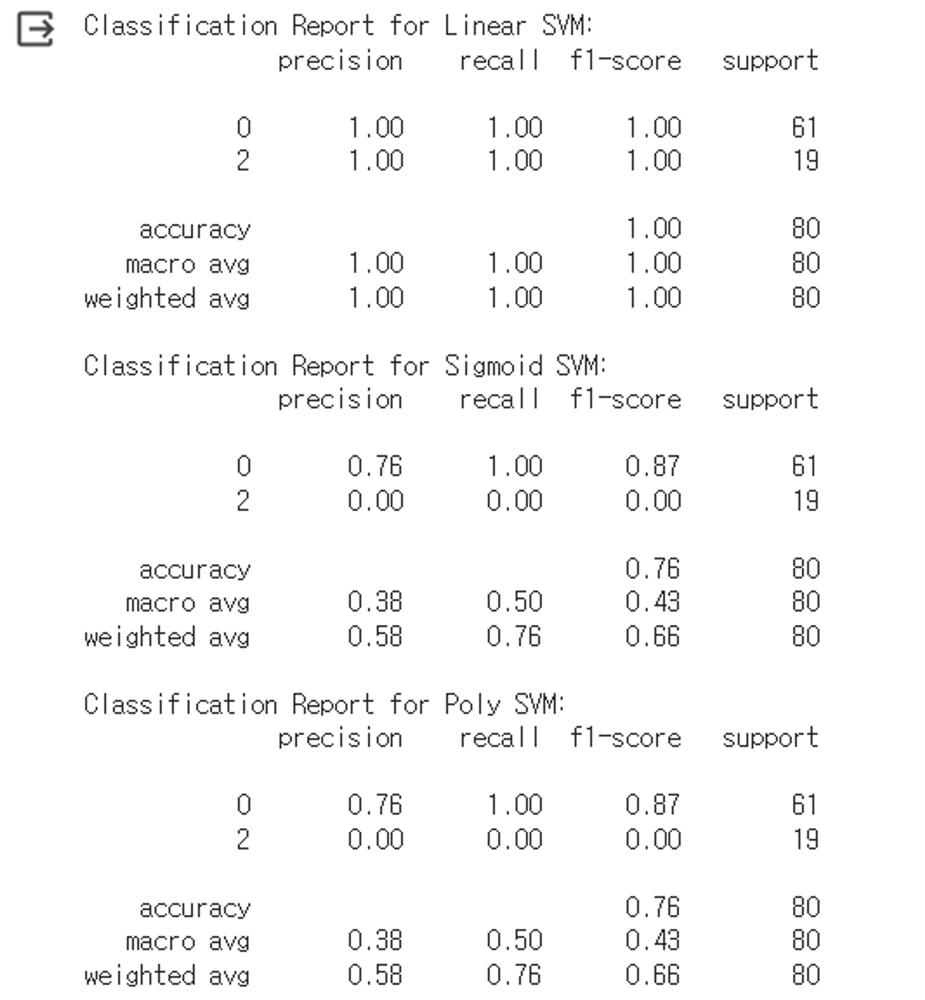 Classification Report for Linear SVM:
precision recall f1-score support
0 1.00 1.00 1.00 61
2 1.00 1.00 1.00 19
accuracy 1.00 80
macro avg 1.00 1.00 1.00 80
weighted avg 1.00 1.00 1.00 80
Classification Report for Sigmoid SVM:
precision recall f1-score support
0 0.76 1.00 0.87 61
2 0.00 0.00 0.00 19
accuracy 0.76 80
macro avg 0.38 0.50 0.43 80
weighted avg 0.58 0.76 0.66 80
Classification Report for Poly SVM:
precision recall f1-score support
0 0.76 1.00 0.87 61
2 0.00 0.00 0.00 19
accuracy 0.76 80
macro avg 0.38 0.50 0.43 80
weighted avg 0.58 0.76 0.66 80